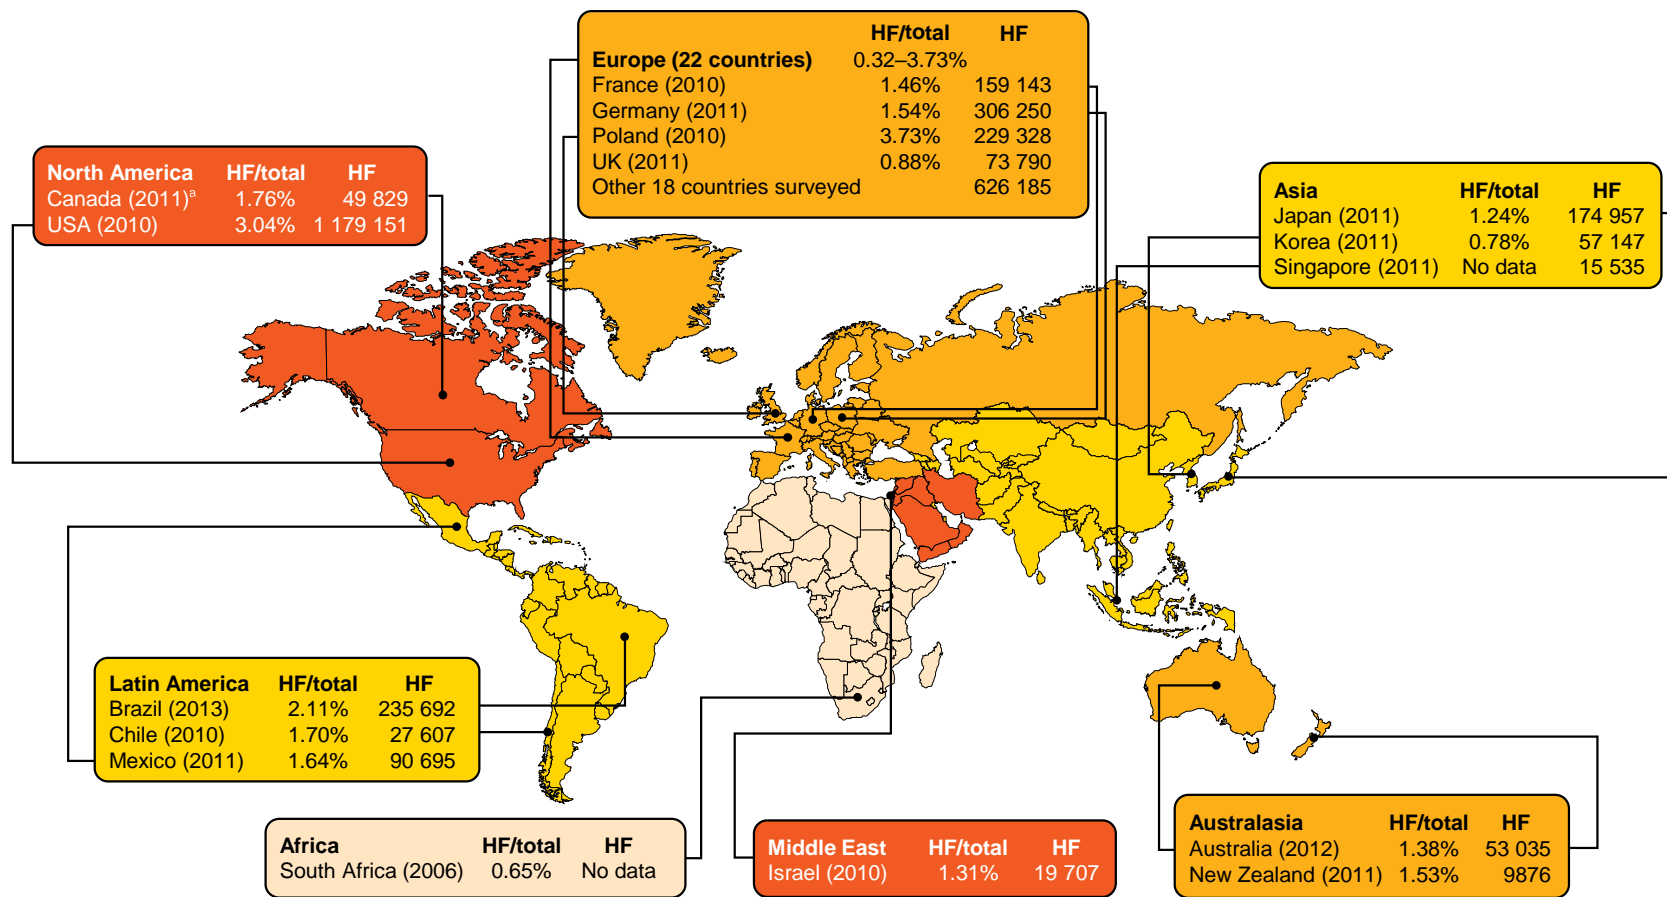 HF/total HF
Europe (22 countries) 0.32–3.73%
France (2010) 1.46% 159 143
Germany (2011) 1.54% 306 250
Poland (2010) 3.73% 229 328
UK (2011) 0.88% 73 790
Other 18 countries surveyed 626 185
North America HF/total HF
Canada (2011)ᵃ 1.76% 49 829
USA (2010) 3.04% 1 179 151
Asia HF/total HF
Japan (2011) 1.24% 174 957
Korea (2011) 0.78% 57 147
Singapore (2011) No data 15 535
Latin America HF/total HF
Brazil (2013) 2.11% 235 692
Chile (2010) 1.70% 27 607
Mexico (2011) 1.64% 90 695
Africa HF/total HF
South Africa (2006) 0.65% No data
Middle East HF/total HF
Israel (2010) 1.31% 19 707
Australasia HF/total HF
Australia (2012) 1.38% 53 035
New Zealand (2011) 1.53% 9876